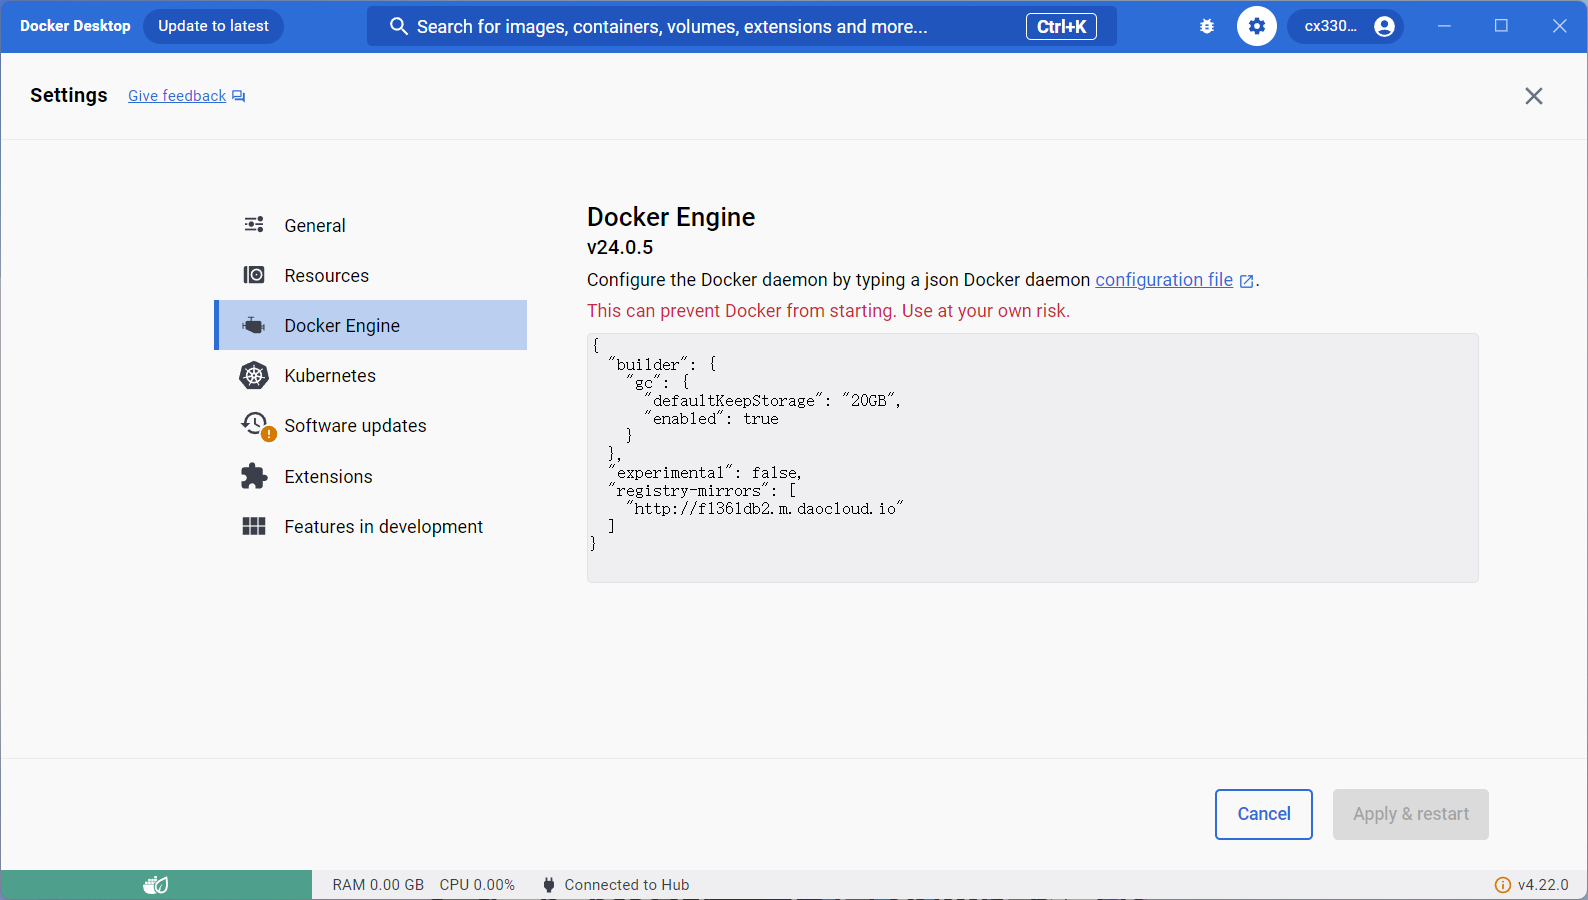 Docker Desktop
Update to latest
Search for images, containers, volumes, extensions and more...
Ctrl+K
cx330...
Settings
Give feedback
General
Resources
Docker Engine
Kubernetes
Software updates
Extensions
Features in development
Docker Engine
v24.0.5
Configure the Docker daemon by typing a json Docker daemon configuration file.
This can prevent Docker from starting. Use at your own risk.
{
  "builder": {
    "gc": {
      "defaultKeepStorage": "20GB",
      "enabled": true
    }
  },
  "experimental": false,
  "registry-mirrors": [
    "http://f1361db2.m.daocloud.io"
  ]
}
Cancel
Apply & restart
RAM 0.00 GB
CPU 0.00%
Connected to Hub
v4.22.0